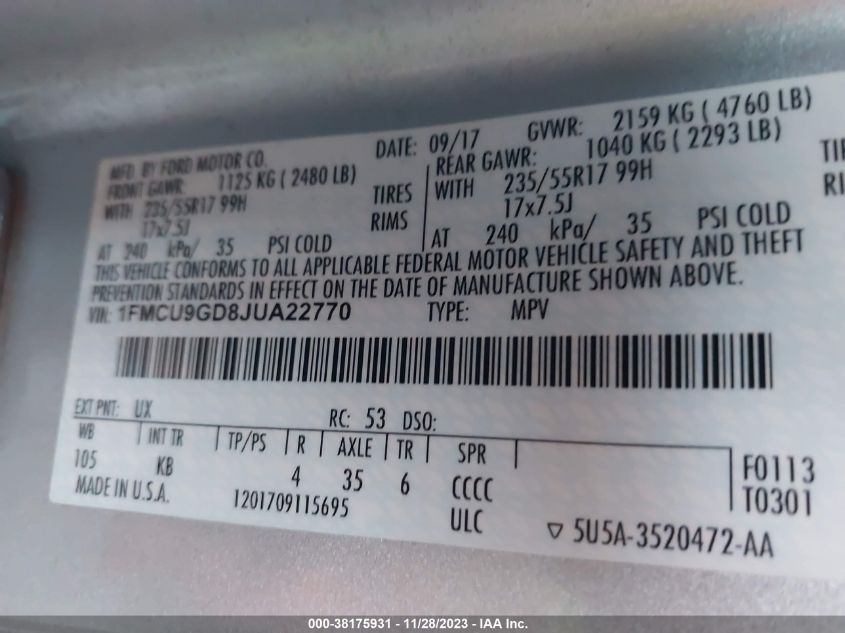 MFD. BY FORD MOTOR CO. DATE: 09/17 GVWR: 2159 KG ( 4760 LB)
FRONT GAWR: 1125 KG ( 2480 LB) REAR GAWR: 1040 KG ( 2293 LB)
WITH 235/55R17 99H TIRES WITH 235/55R17 99H TI
17x7.5J RIMS 17x7.5J RI
AT 240 kPa/ 35 PSI COLD AT 240 kPa/ 35 PSI COLD
THIS VEHICLE CONFORMS TO ALL APPLICABLE FEDERAL MOTOR VEHICLE SAFETY AND THEFT
PREVENTION STANDARDS IN EFFECT ON THE DATE OF MANUFACTURE SHOWN ABOVE.
VIN: 1FMCU9GD8JUA22770 TYPE: MPV
EXT PNT: UX RC: 53 DSO:
WB INT TR TP/PS R AXLE TR SPR
105 KB 4 35 6 CCCC F0113
MADE IN U.S.A. 1201709115695 ULC T0301
5U5A-3520472-AA
000-38175931 - 11/28/2023 - IAA Inc.